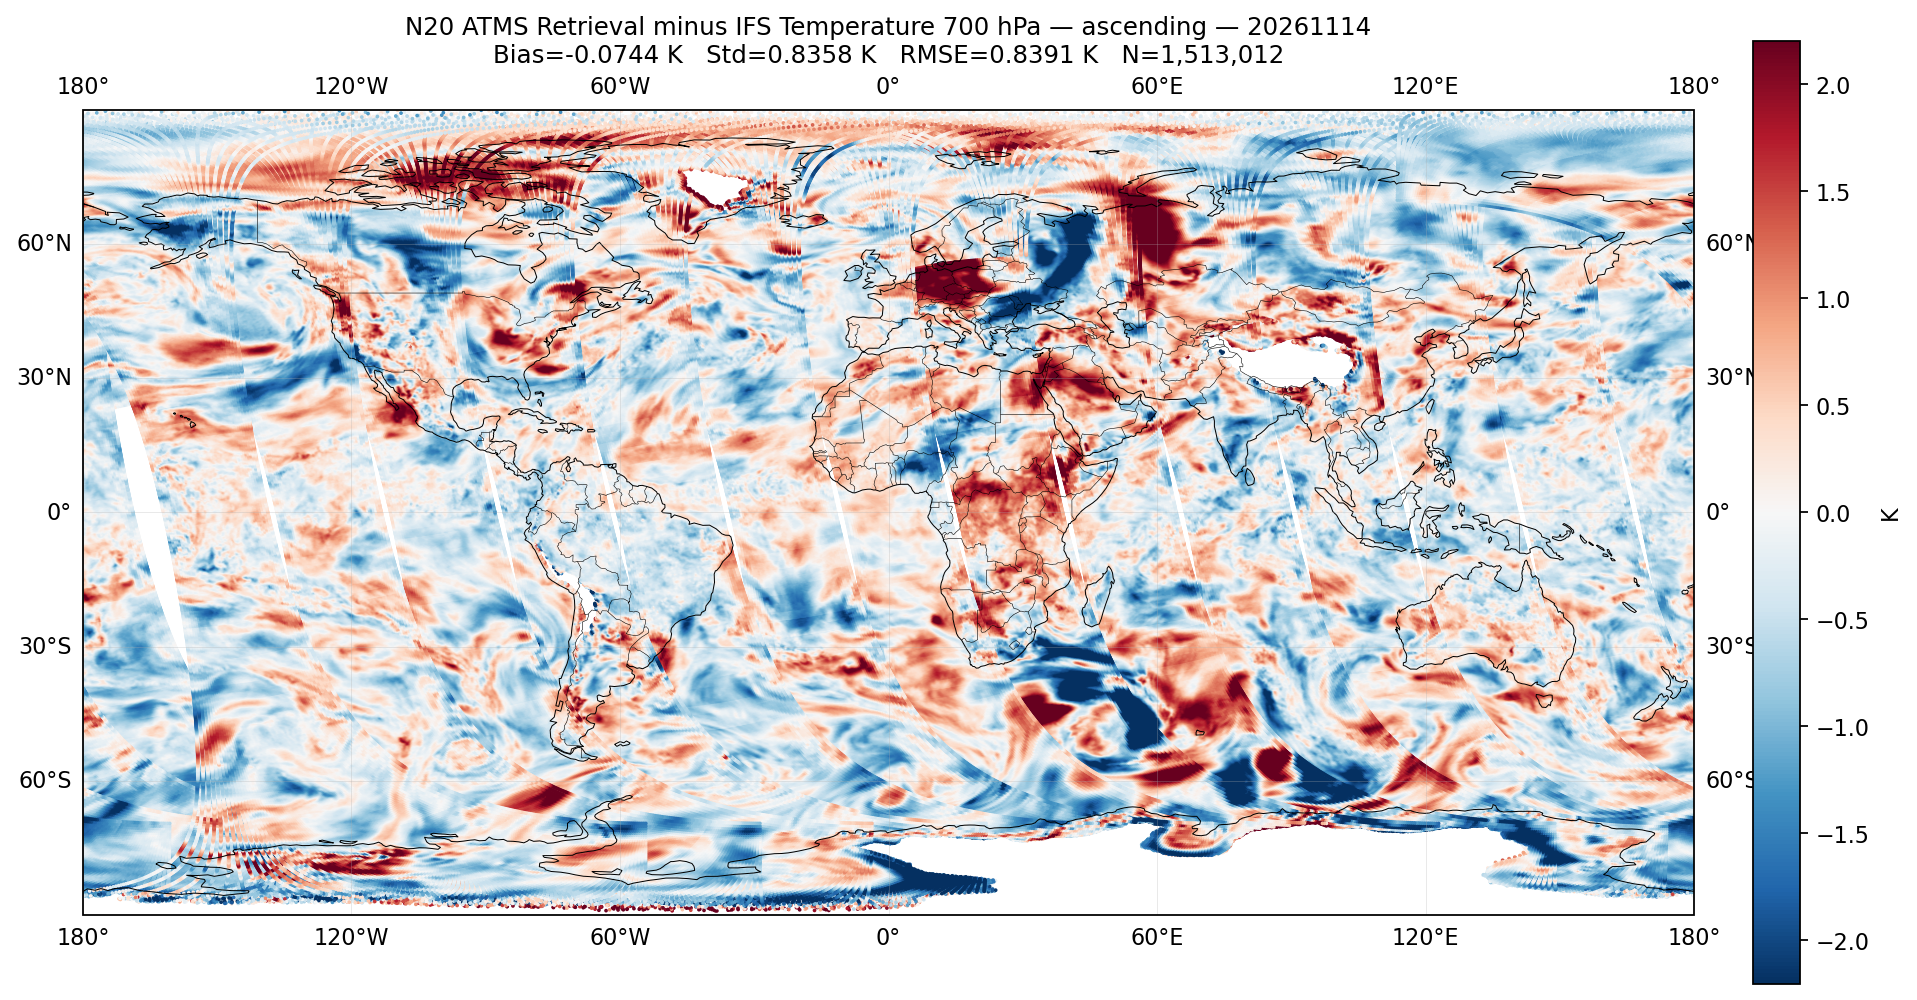 N20 ATMS Retrieval minus IFS Temperature 700 hPa — ascending — 20261114
Bias=-0.0744 K   Std=0.8358 K   RMSE=0.8391 K   N=1,513,012
180° 120°W 60°W 0° 60°E 120°E 180°
60°N 60°N
30°N 30°N
0° 0°
30°S 30°S
60°S 60°S
180° 120°W 60°W 0° 60°E 120°E 180°
2.0
1.5
1.0
0.5
0.0
−0.5
−1.0
−1.5
−2.0
K